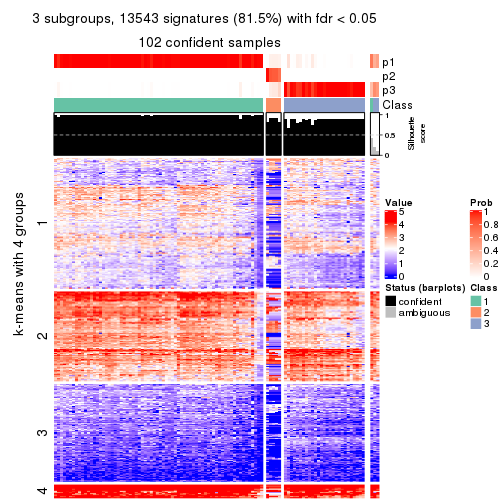 3 subgroups, 13543 signatures (81.5%) with fdr < 0.05
102 confident samples
p1
p2
p3
Class
1
0.5
0
Silhouette
score
k-means with 4 groups
1
2
3
4
Value
5
4
3
2
1
0
Prob
1
0.8
0.6
0.4
0.2
0
Status (barplots)
confident
ambiguous
Class
1
2
3